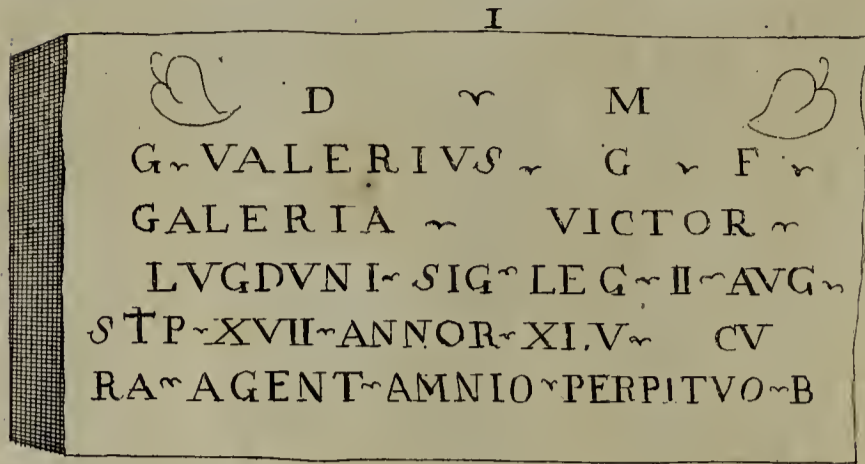 I
D M
G VALERIVS G F
GALERIA VICTOR
LVGDVNI SIG LEG II AVG
STP XVII ANNOR XLV CV
RA AGENT AMNIO PERPITVO B